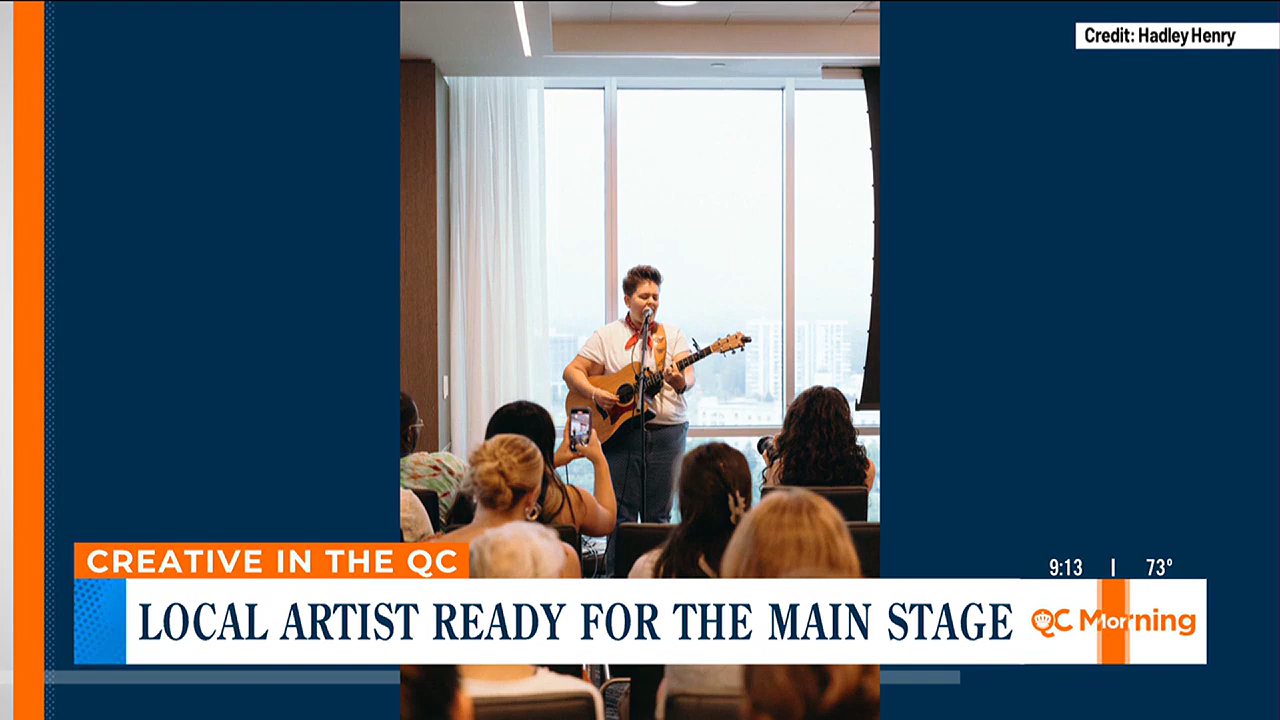 Credit: Hadley Henry
CREATIVE IN THE QC
9:13 | 73°
LOCAL ARTIST READY FOR THE MAIN STAGE
QC Morning